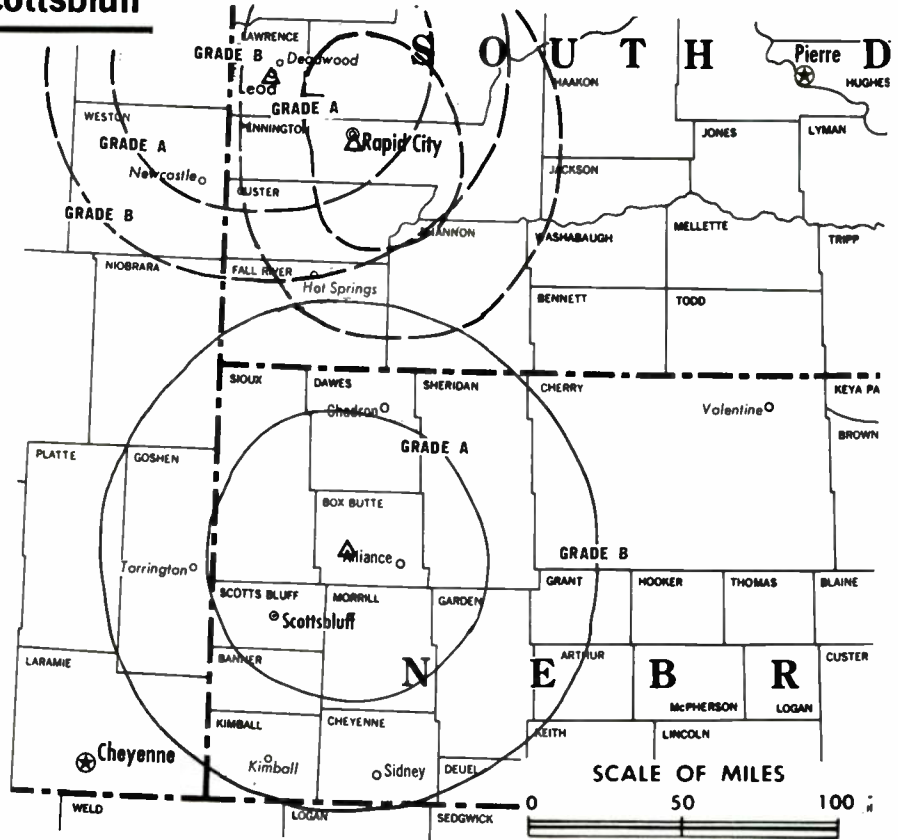 Scottsbluff
LAWRENCE
GRADE B
Deadwood
Lead
GRADE A
S O U T H D
Pierre
HUGHES
HAAKON
WESTON
PENNINGTON
Rapid City
JONES
LYMAN
GRADE A
Newcastle
CUSTER
JACKSON
GRADE B
SHANNON
WASHABAUGH
MELLETTE
TRIPP
NIOBRARA
FALL RIVER
Hot Springs
BENNETT
TODD
SIOUX
DAWES
SHERIDAN
CHERRY
KEYA PA
Chadron
Valentine
GRADE A
BROWN
PLATTE
GOSHEN
BOX BUTTE
Alliance
GRADE B
Torrington
GRANT
HOOKER
THOMAS
BLAINE
SCOTTS BLUFF
MORRILL
GARDEN
Scottsbluff
LARAMIE
BANNER
ARTHUR
CUSTER
N E B R
McPHERSON
LOGAN
KIMBALL
CHEYENNE
KEITH
LINCOLN
Cheyenne
Kimball
Sidney
DEUEL
SCALE OF MILES
0 50 100
WELD
LOGAN
SEDGWICK